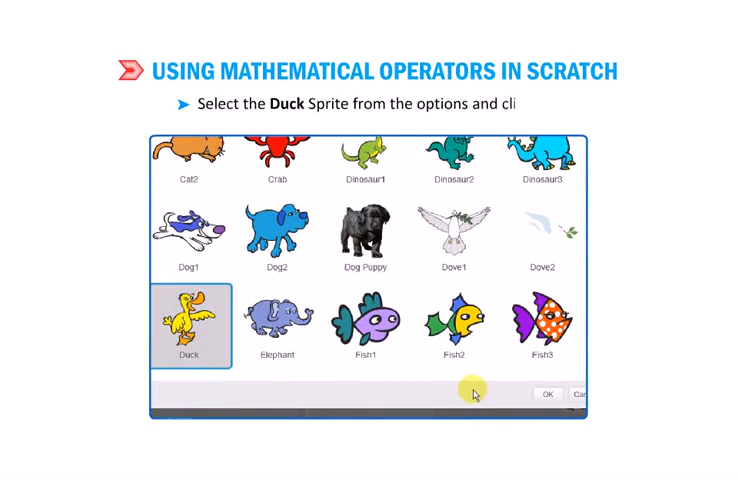 USING MATHEMATICAL OPERATORS IN SCRATCH
Select the Duck Sprite from the options and cli
Cat2 Crab Dinosaur1 Dinosaur2 Dinosaur3
Dog1 Dog2 Dog Puppy Dove1 Dove2
Duck Elephant Fish1 Fish2 Fish3
OK Can